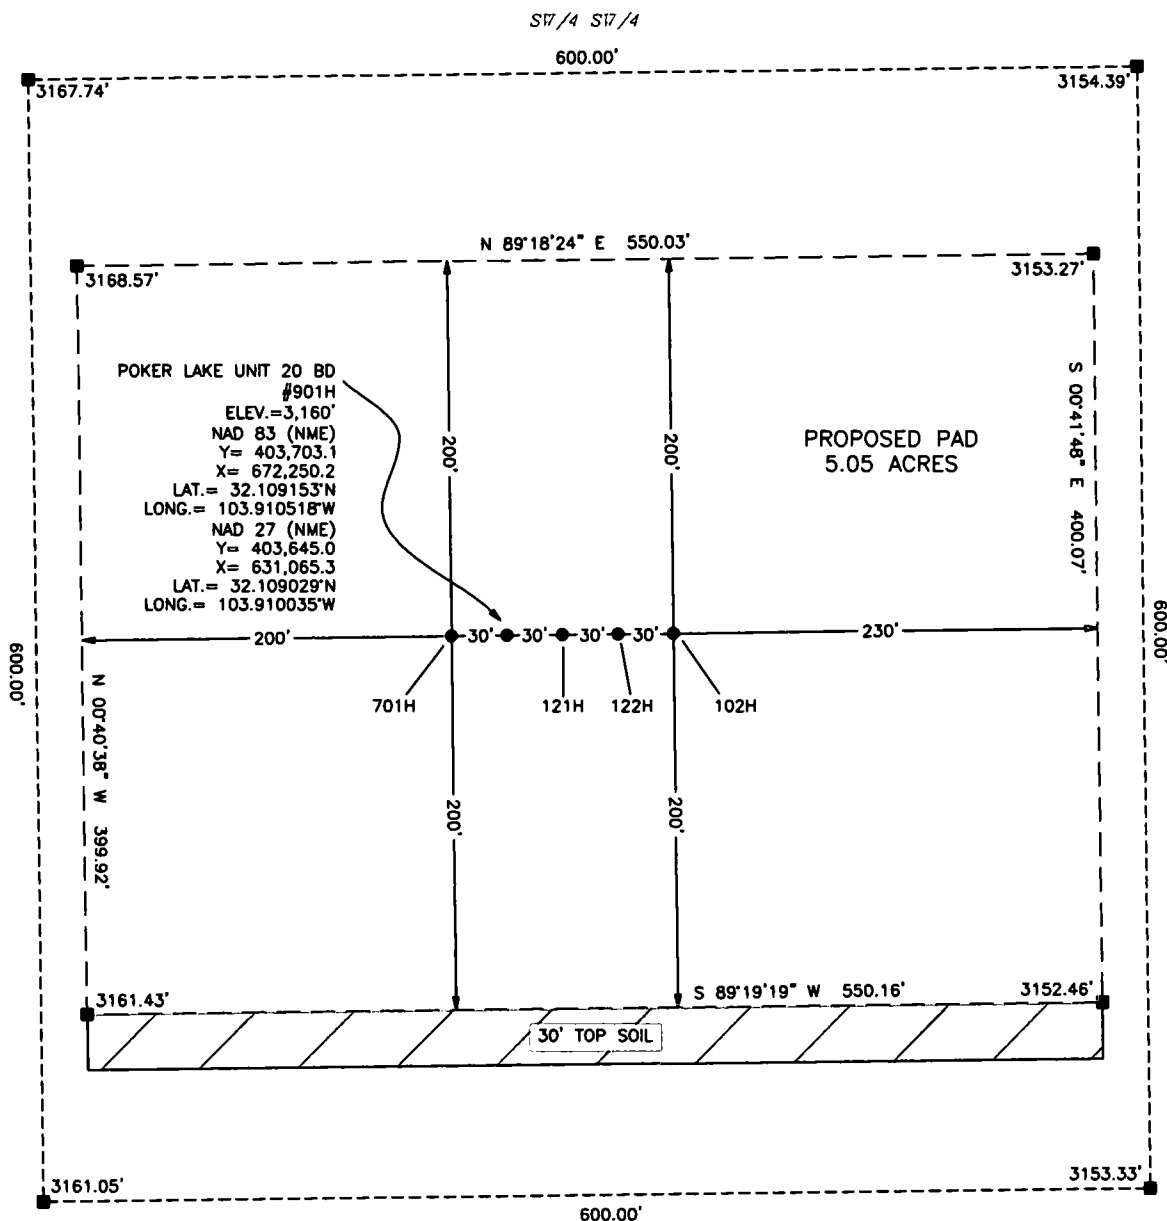 SW/4 SW/4
600.00'
3167.74'
3154.39'
N 89°18'24" E 550.03'
3168.57'
3153.27'
POKER LAKE UNIT 20 BD
#901H
ELEV.=3,160'
NAD 83 (NME)
Y= 403,703.1
X= 672,250.2
LAT.= 32.109153°N
LONG.= 103.910518°W
NAD 27 (NME)
Y= 403,645.0
X= 631,065.3
LAT.= 32.109029°N
LONG.= 103.910035°W
200'
200'
PROPOSED PAD
5.05 ACRES
S 00°41'48" E 400.07'
200'
30'
30'
30'
30'
230'
600.00'
600.00'
701H
121H
122H
102H
N 00°40'38" W 399.92'
200'
200'
S 89°19'19" W 550.16'
3161.43'
3152.46'
30' TOP SOIL
3161.05'
3153.33'
600.00'